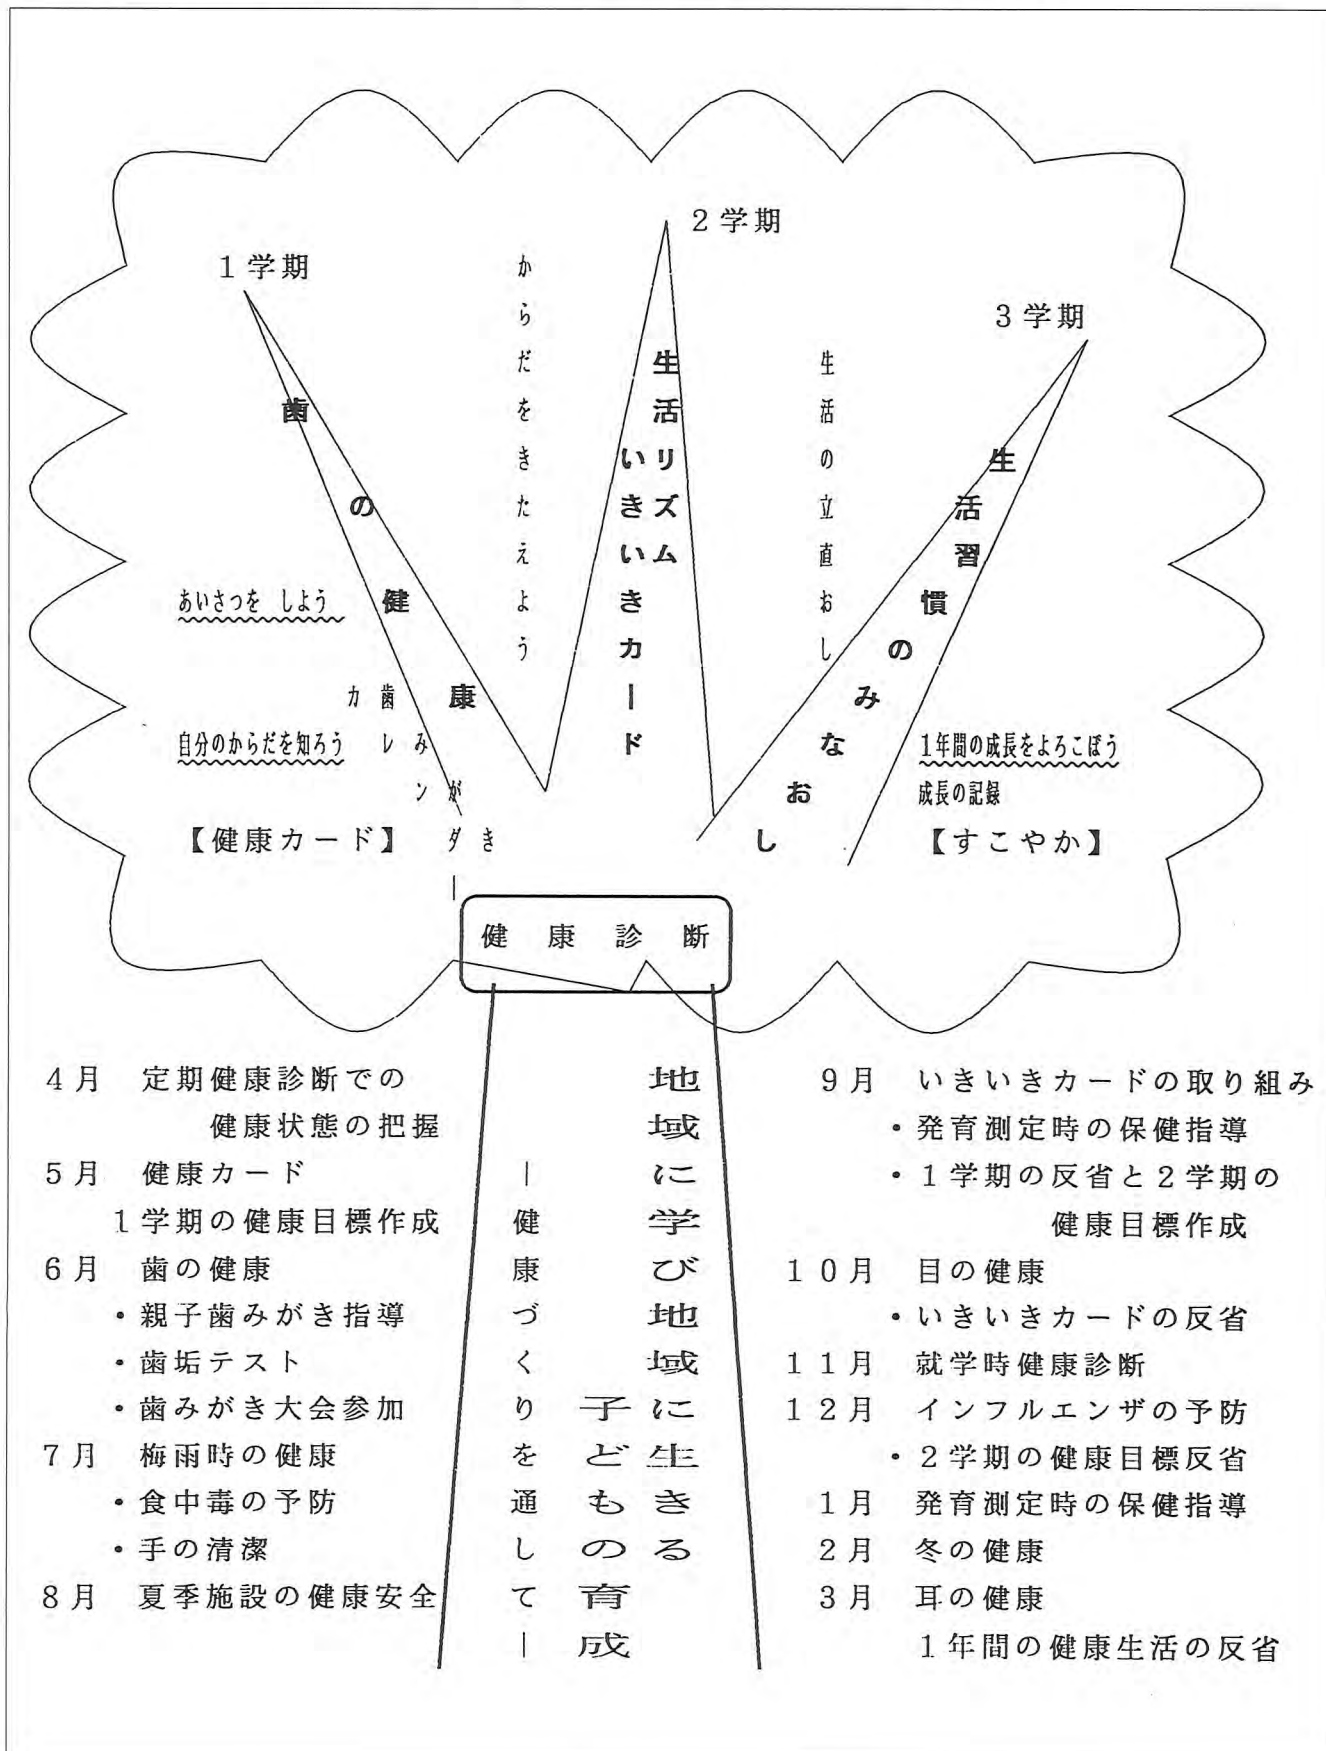 1学期
2学期
3学期
歯の健康
からだをきたえよう
生活リズム
いきいきカード
生活の立直おし
生活習慣のみなおし
あいさつを しよう
自分のからだを知ろう
【健康カード】
歯みがき
カレンダー
1年間の成長をよろこぼう
成長の記録
【すこやか】
健康診断
地域に学び地域に生きる
子どもの育成
―健康づくりを通して―
4月 定期健康診断での
健康状態の把握
5月 健康カード
1学期の健康目標作成
6月 歯の健康
・親子歯みがき指導
・歯垢テスト
・歯みがき大会参加
7月 梅雨時の健康
・食中毒の予防
・手の清潔
8月 夏季施設の健康安全
9月 いきいきカードの取り組み
・発育測定時の保健指導
・1学期の反省と2学期の
健康目標作成
10月 目の健康
・いきいきカードの反省
11月 就学時健康診断
12月 インフルエンザの予防
・2学期の健康目標反省
1月 発育測定時の保健指導
2月 冬の健康
3月 耳の健康
1年間の健康生活の反省